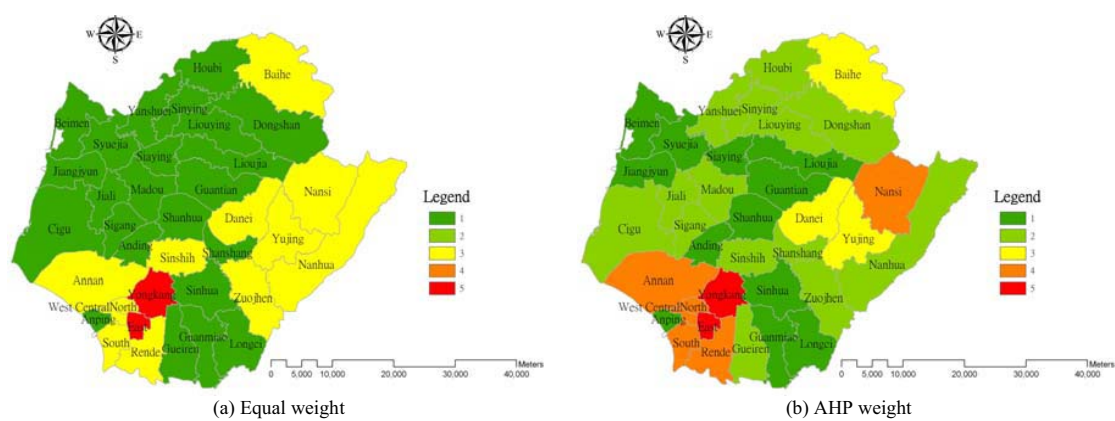 N
W E
S
Houbi
Baihe
Yanshuei Sinying
Beimen
Liouying Dongshan
Syuejia
Siaying
Lioujia
Jiangjyun
Nansi
Jiali Madou Guantian
Danei
Cigu Sigang Shanhua
Yujing
Anding Shanshang
Sinshih
Nanhua
Annan
Yongkang Sinhua Zuojhen
West Central North
Anping East
Guanmiao
South Longci
Rende Gueiren
Legend
1
2
3
4
5
Meters
0 5,000 10,000 20,000 30,000 40,000
(a) Equal weight
N
W E
S
Houbi
Baihe
Yanshuei Sinying
Beimen
Liouying Dongshan
Syuejia
Siaying
Lioujia
Jiangjyun
Nansi
Jiali Madou Guantian
Danei
Cigu Sigang Shanhua
Yujing
Anding Shanshang
Sinshih
Nanhua
Annan
Yongkang Sinhua Zuojhen
West Central North
Anping East
Guanmiao
South Longci
Rende Gueiren
Legend
1
2
3
4
5
Meters
0 5,000 10,000 20,000 30,000 40,000
(b) AHP weight